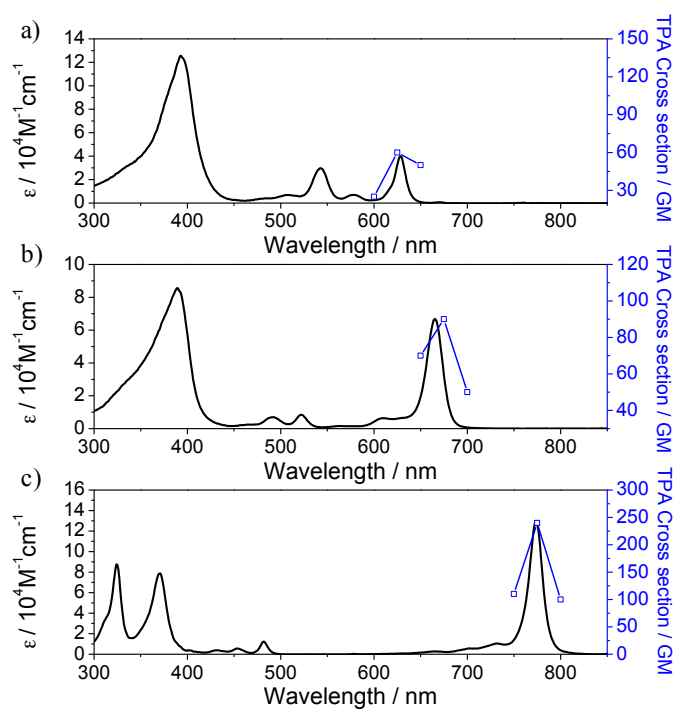 a)
14
12
10
8
6
4
2
0
ε / 10⁴M⁻¹cm⁻¹
150
120
90
60
30
TPA Cross section / GM
300 400 500 600 700 800
Wavelength / nm
b)
10
8
6
4
2
0
ε / 10⁴M⁻¹cm⁻¹
120
100
80
60
40
TPA Cross section / GM
300 400 500 600 700 800
Wavelength / nm
c)
16
14
12
10
8
6
4
2
0
ε / 10⁴M⁻¹cm⁻¹
300
250
200
150
100
50
0
TPA Cross section / GM
300 400 500 600 700 800
Wavelength / nm